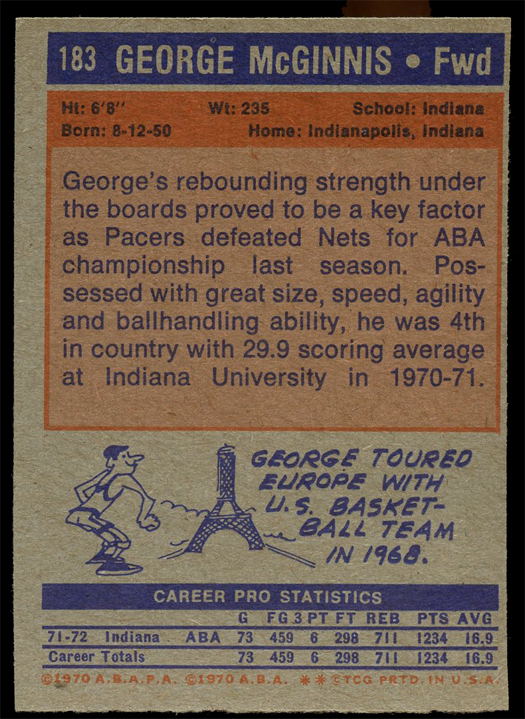 183 GEORGE McGINNIS • Fwd
Ht: 6'8" Wt: 235 School: Indiana
Born: 8-12-50 Home: Indianapolis, Indiana
George's rebounding strength under
the boards proved to be a key factor
as Pacers defeated Nets for ABA
championship last season. Pos-
sessed with great size, speed, agility
and ballhandling ability, he was 4th
in country with 29.9 scoring average
at Indiana University in 1970-71.
GEORGE TOURED
EUROPE WITH
U.S. BASKET-
BALL TEAM
IN 1968.
CAREER PRO STATISTICS
G FG 3 PT FT REB PTS AVG
71-72 Indiana ABA 73 459 6 298 711 1234 16.9
Career Totals 73 459 6 298 711 1234 16.9
©1970 A.B.A.P.A. ©1970 A.B.A. ** ©TCG PRTD. IN U.S.A.